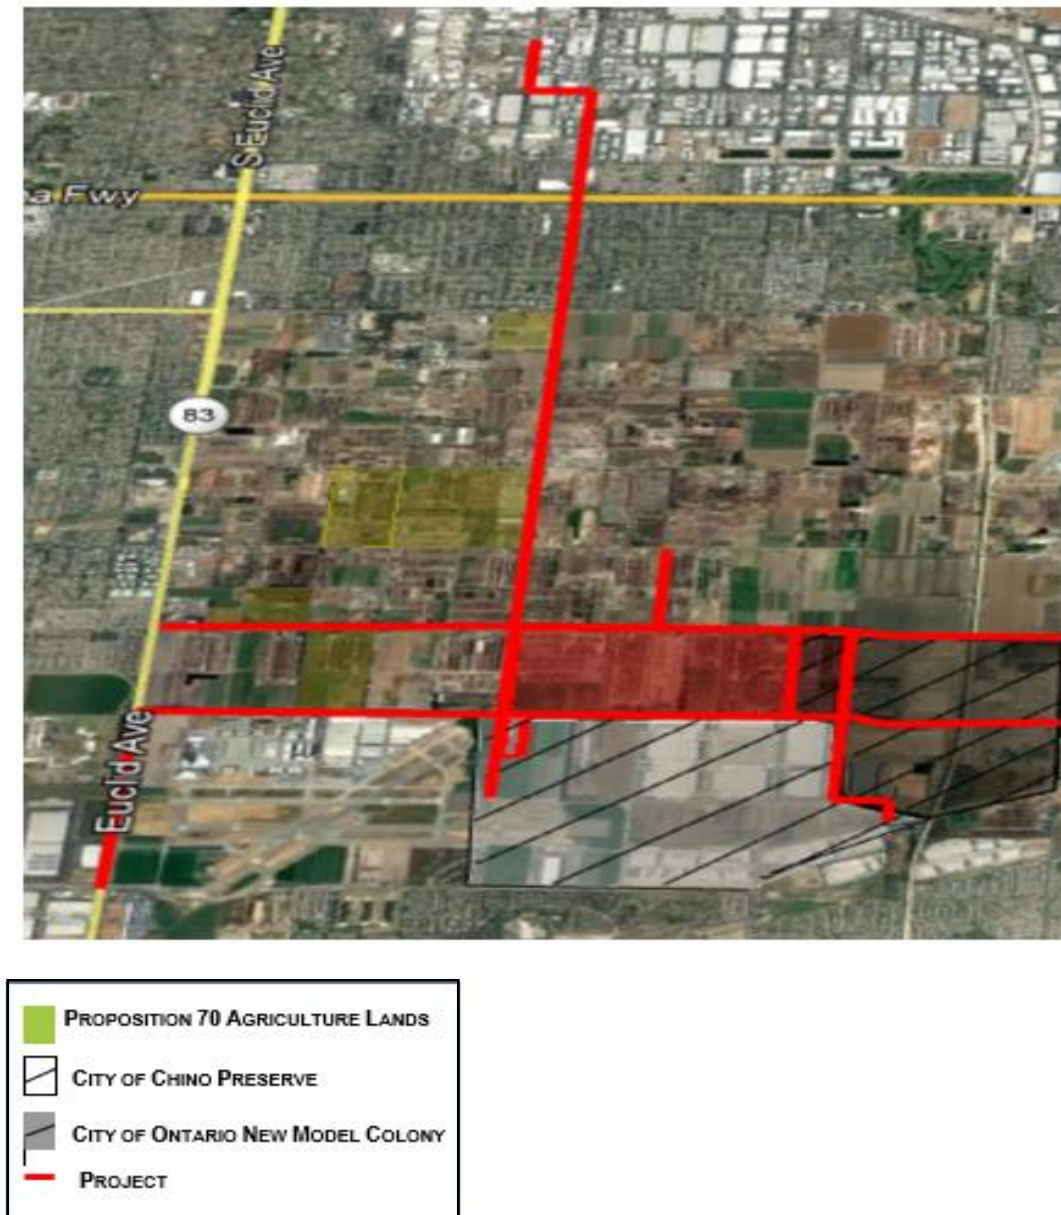 S Euclid Ave
a Fwy
83
Euclid Ave
PROPOSITION 70 AGRICULTURE LANDS
CITY OF CHINO PRESERVE
CITY OF ONTARIO NEW MODEL COLONY
PROJECT